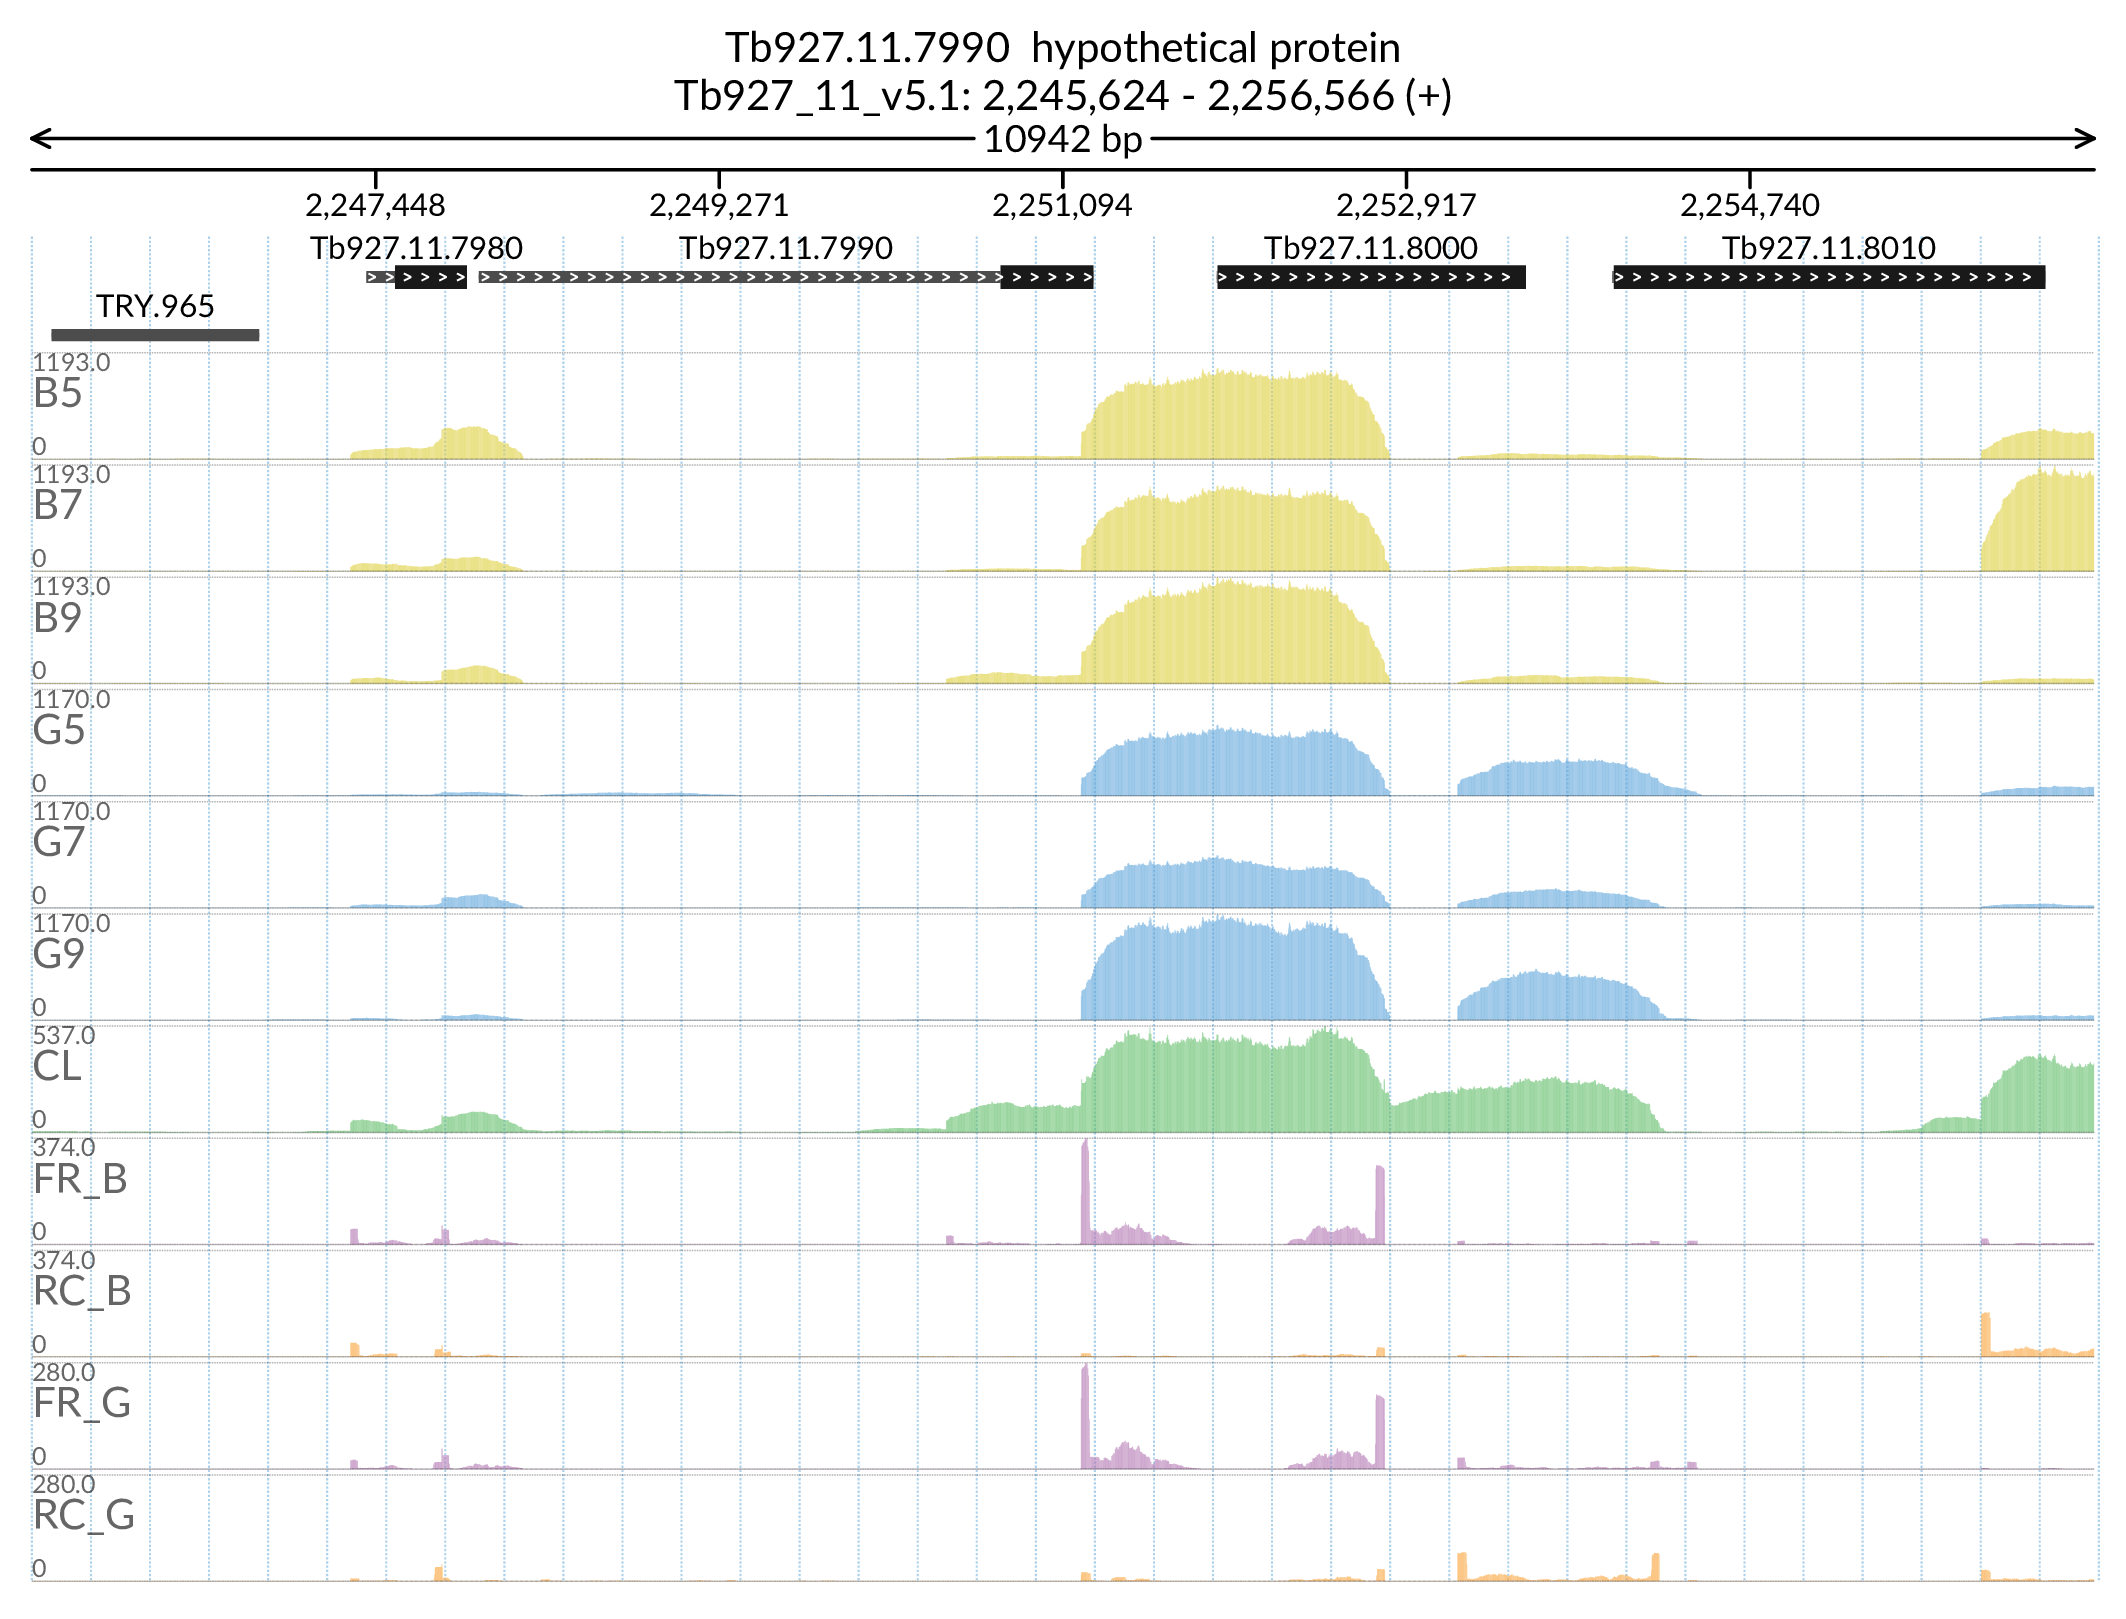 Tb927.11.7990  hypothetical protein
Tb927_11_v5.1: 2,245,624 - 2,256,566 (+)
10942 bp
2,247,448 2,249,271 2,251,094 2,252,917 2,254,740
Tb927.11.7980 Tb927.11.7990 Tb927.11.8000 Tb927.11.8010
TRY.965
1193.0
B5
0
1193.0
B7
0
1193.0
B9
0
1170.0
G5
0
1170.0
G7
0
1170.0
G9
0
537.0
CL
0
374.0
FR_B
0
374.0
RC_B
0
280.0
FR_G
0
280.0
RC_G
0